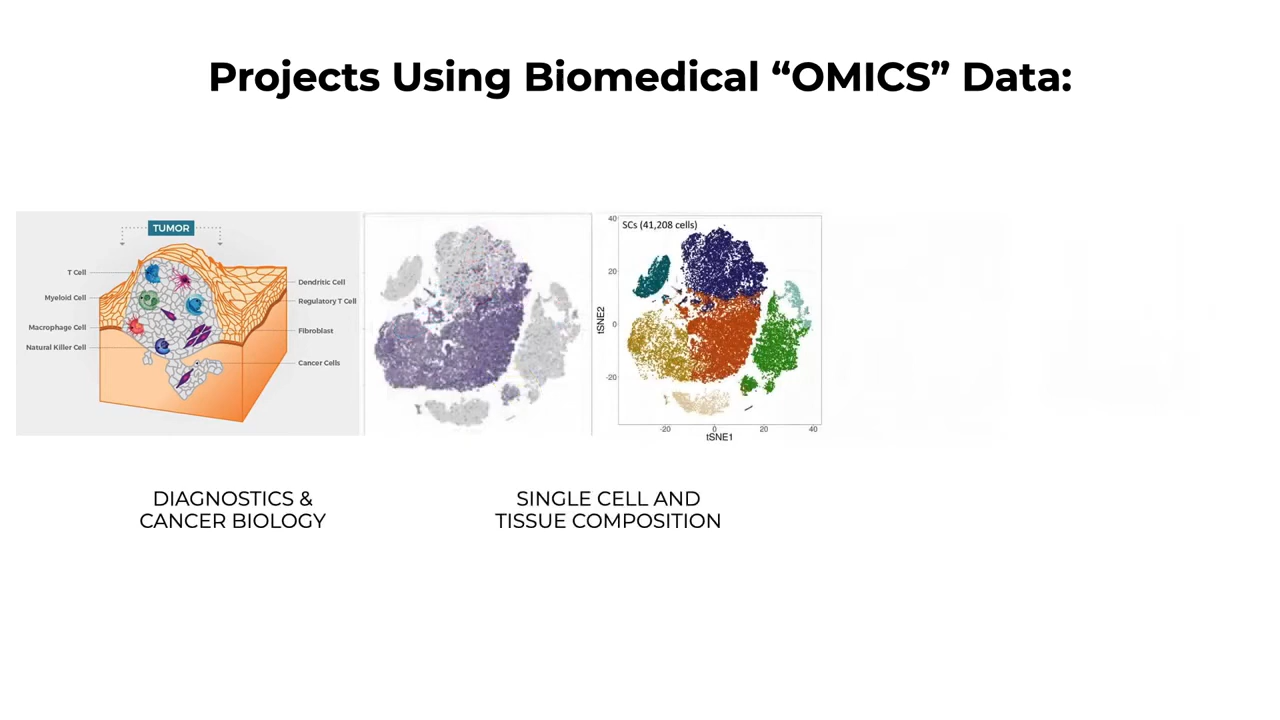 Projects Using Biomedical “OMICS” Data:
TUMOR
T Cell
Myeloid Cell
Macrophage Cell
Natural Killer Cell
Dendritic Cell
Regulatory T Cell
Fibroblast
Cancer Cells
SCs (41,208 cells)
40
20
0
-20
tSNE2
-20
0
20
40
tSNE1
DIAGNOSTICS &
CANCER BIOLOGY
SINGLE CELL AND
TISSUE COMPOSITION